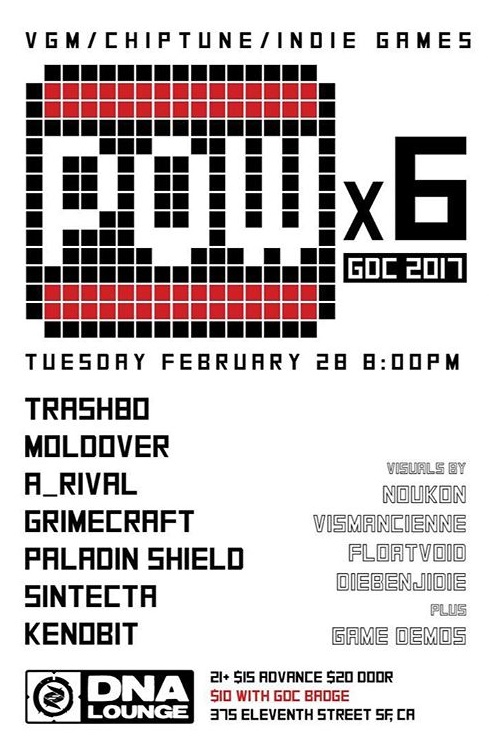 VGM/CHIPTUNE/INDIE GAMES
POW
x6
GDC 2017
TUESDAY FEBRUARY 28 8:00PM
TRASH80
MOLDOVER
A_RIVAL
GRIMECRAFT
PALADIN SHIELD
SINTECTA
KENOBIT
VISUALS BY
NOUKON
VISMANCIENNE
FLOATVOID
DIEBENJIDIE
PLUS
GAME DEMOS
DNA
LOUNGE
21+ $15 ADVANCE $20 DOOR
$10 WITH GDC BADGE
375 ELEVENTH STREET SF, CA